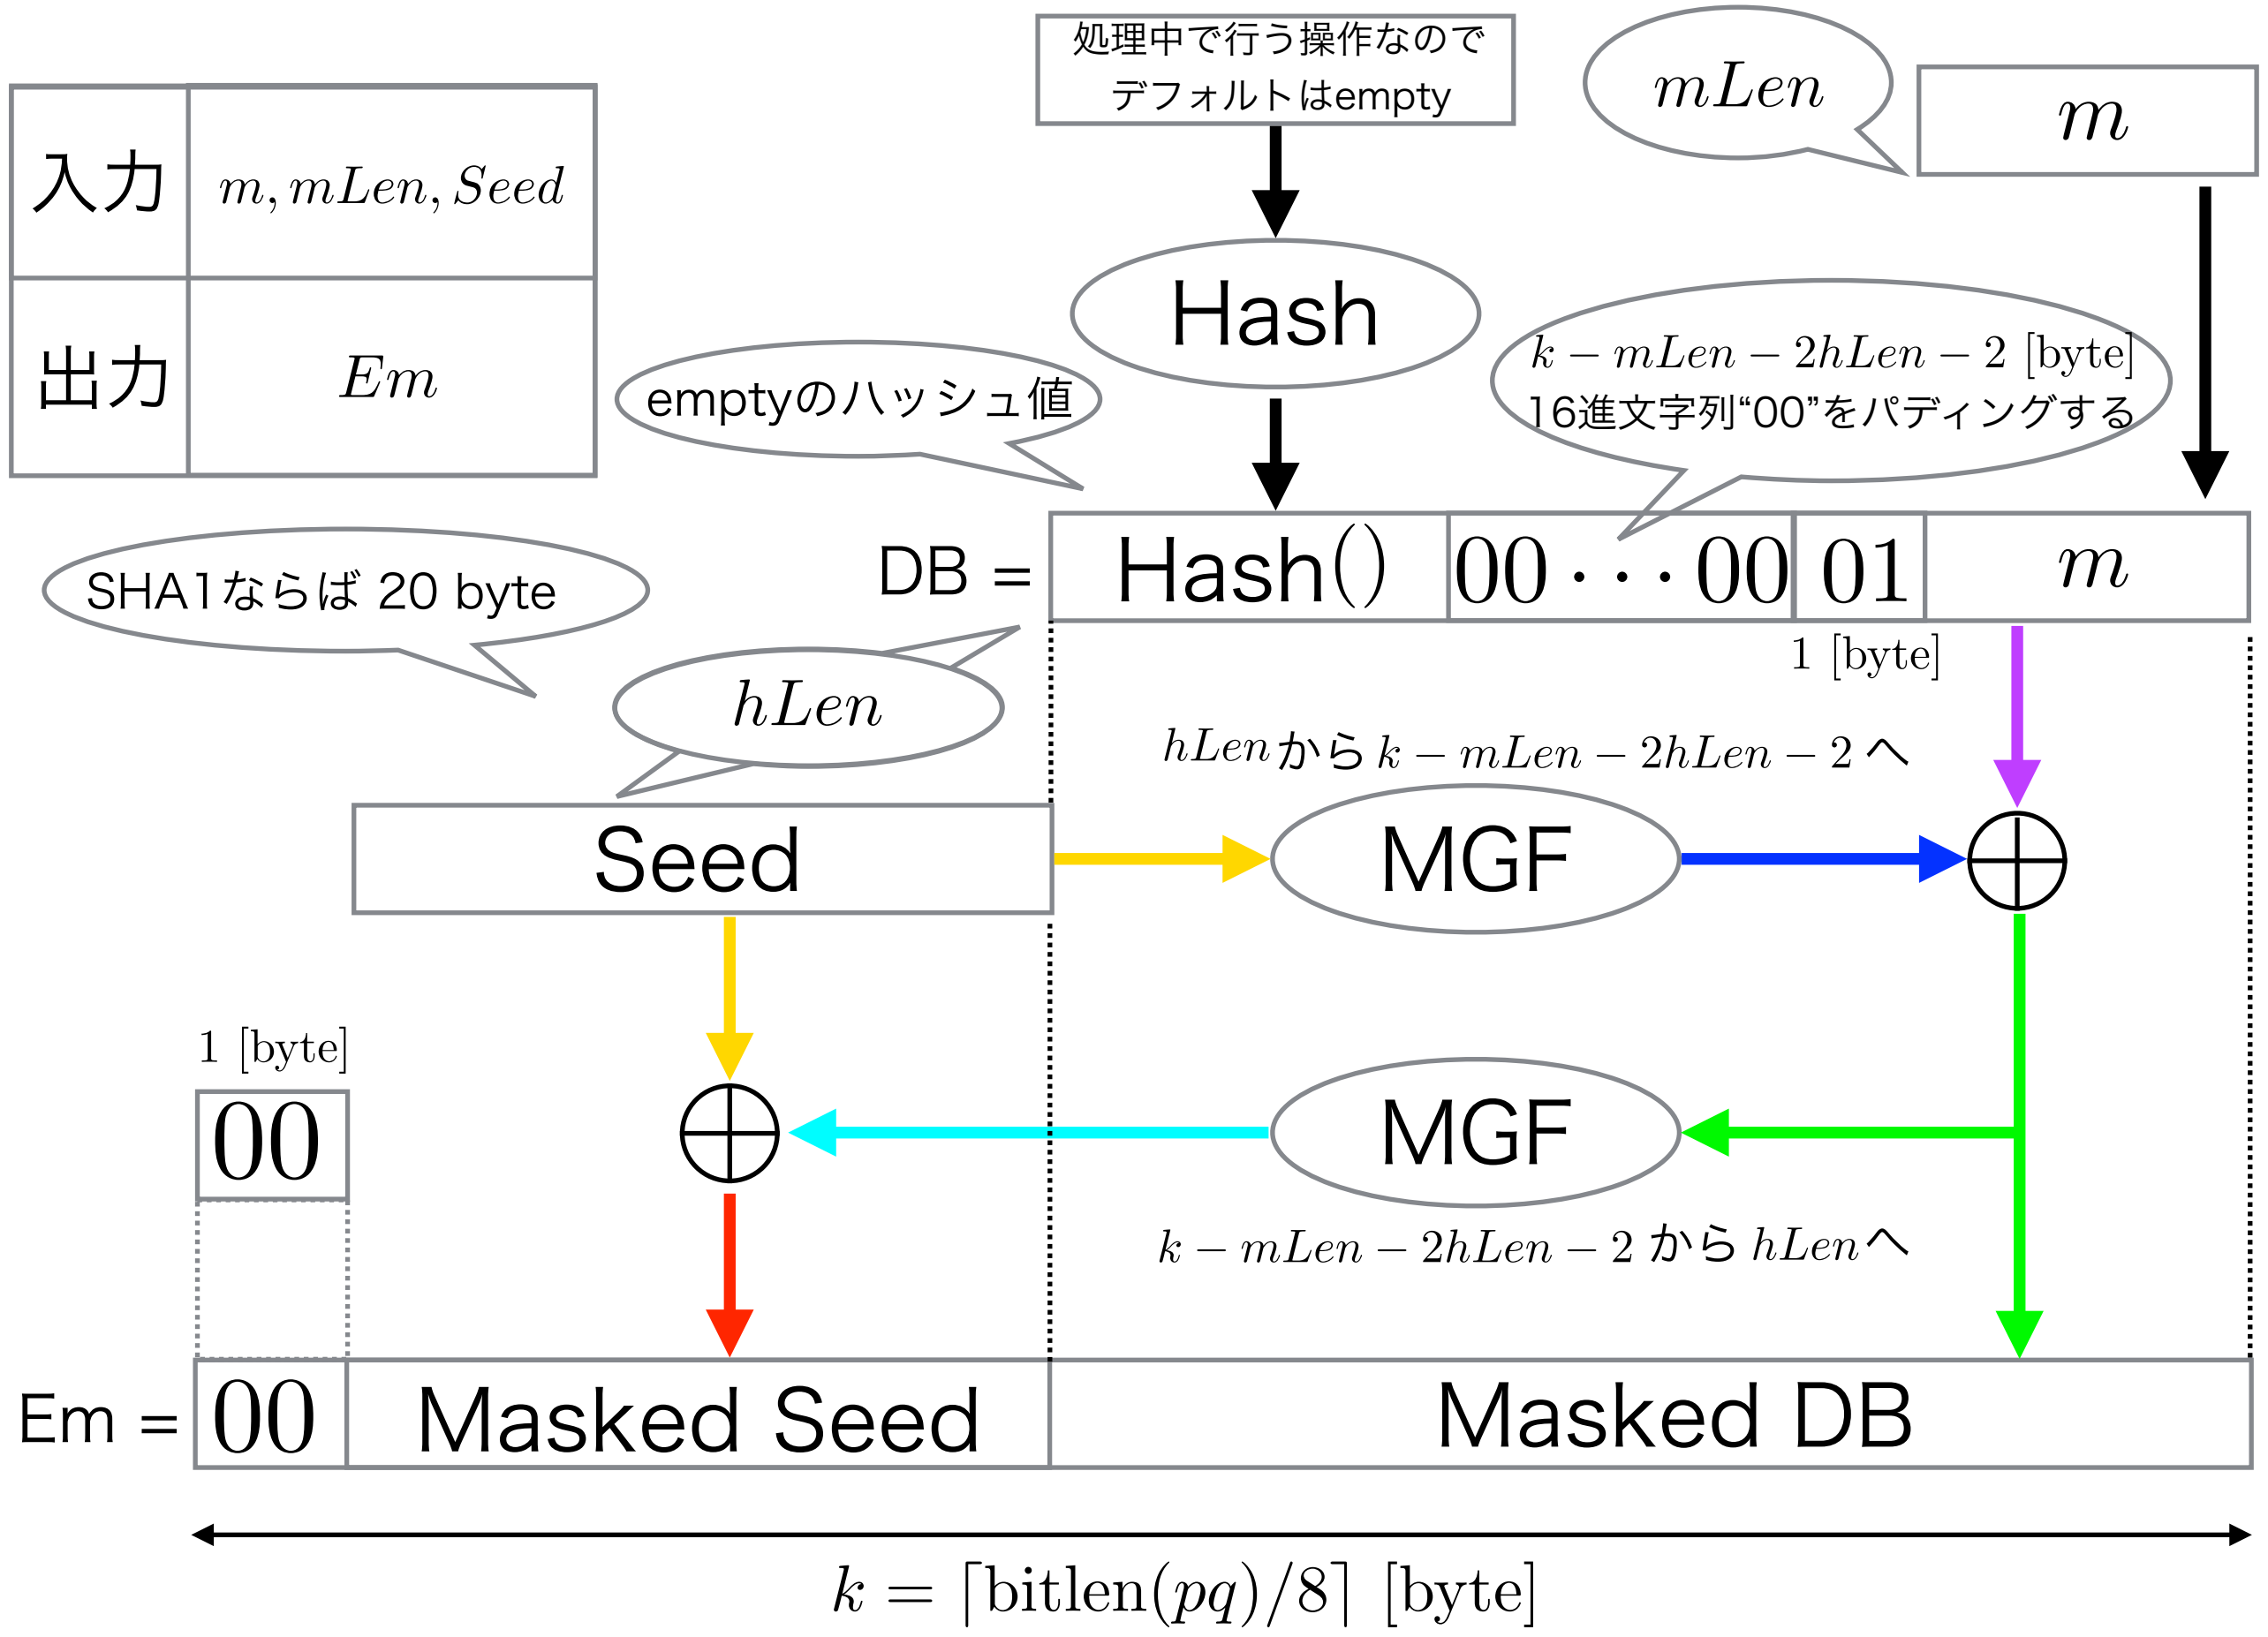 処理中で行う操作なので
デフォルトはempty
mLen
m
入力
m, mLen, Seed
Hash
出力
Em
emptyのハッシュ値
k − mLen − 2hLen − 2 [byte]
16進文字列“00”をパディングする
DB =
Hash()
00 · · · 00
01
m
SHA1ならば 20 byte
1 [byte]
hLen
hLenから k − mLen − 2hLen − 2 へ
Seed
MGF
1 [byte]
00
MGF
k − mLen − 2hLen − 2 から hLen へ
Em =
00
Masked Seed
Masked DB
k = ⌈bitlen(pq)/8⌉ [byte]